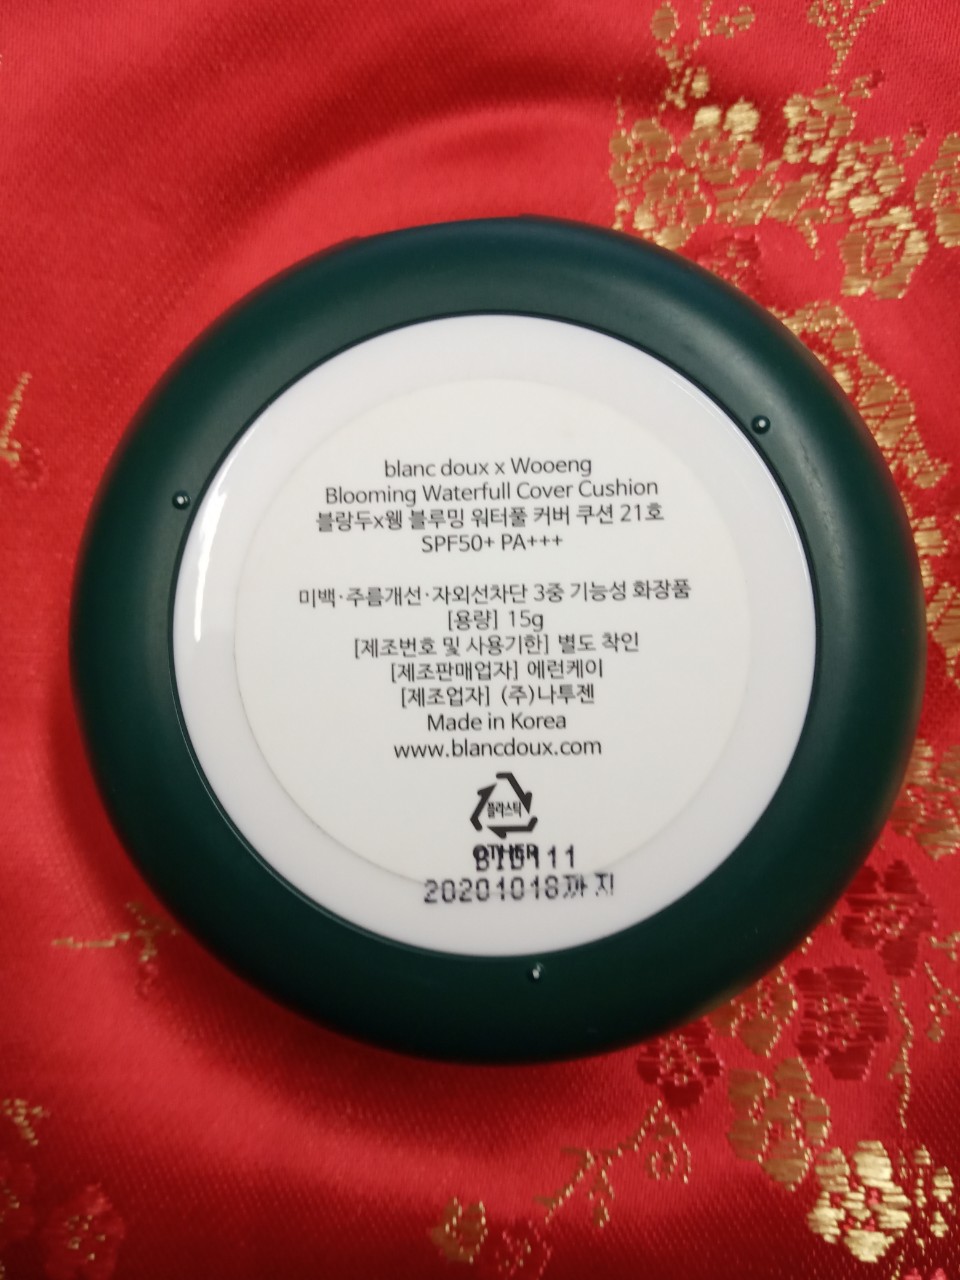 blanc doux x Wooeng
Blooming Waterfull Cover Cushion
블랑두x웽 블루밍 워터풀 커버 쿠션 21호
SPF50+ PA+++
미백·주름개선·자외선차단 3중 기능성 화장품
[용량] 15g
[제조번호 및 사용기한] 별도 착인
[제조판매업자] 에런케이
[제조업자] (주)나투젠
Made in Korea
www.blancdoux.com
플라스틱
OTHER
20201018까지